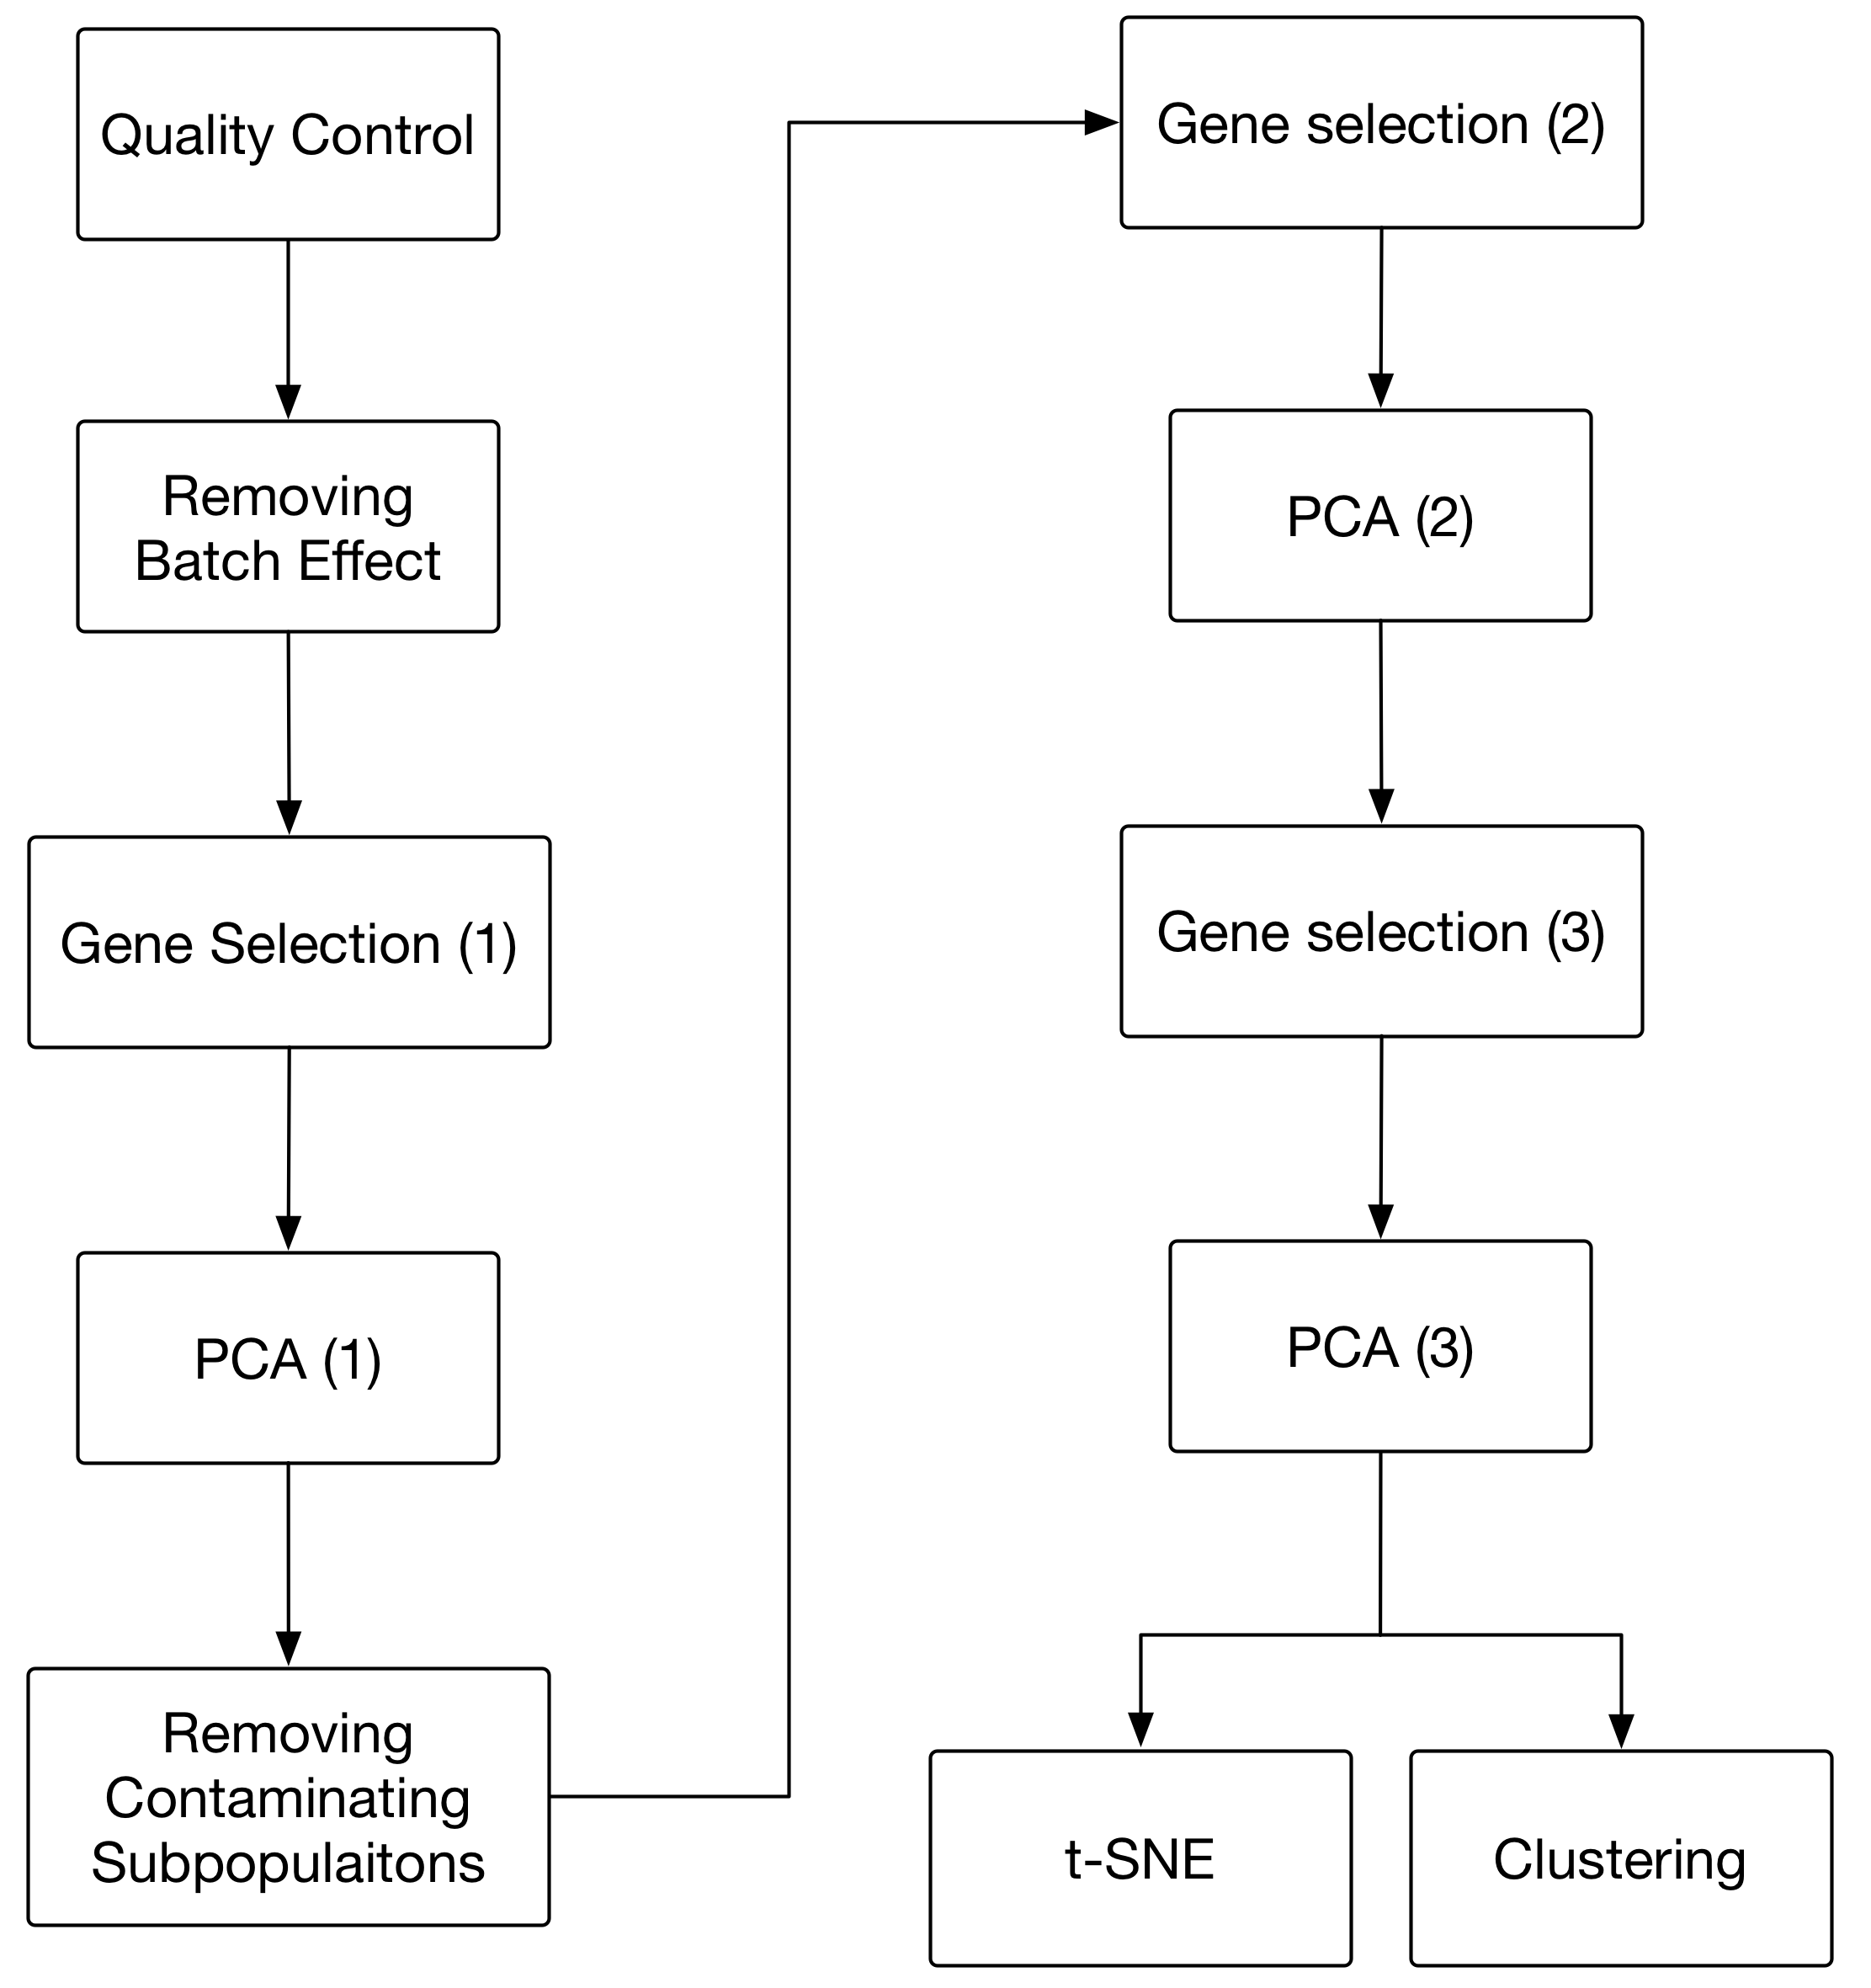 Quality Control
Removing
Batch Effect
Gene Selection (1)
PCA (1)
Removing
Contaminating
Subpopulaitons
Gene selection (2)
PCA (2)
Gene selection (3)
PCA (3)
t-SNE
Clustering